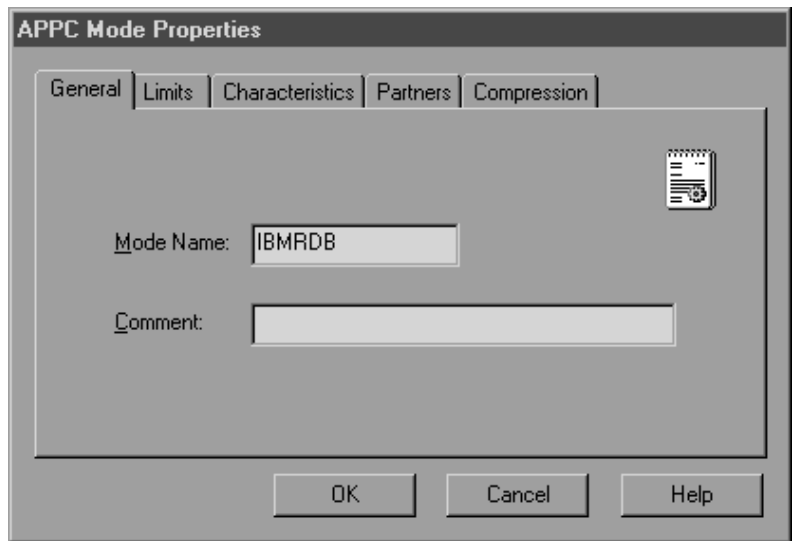 APPC Mode Properties
General Limits Characteristics Partners Compression
Mode Name: IBMRDB
Comment:
OK Cancel Help